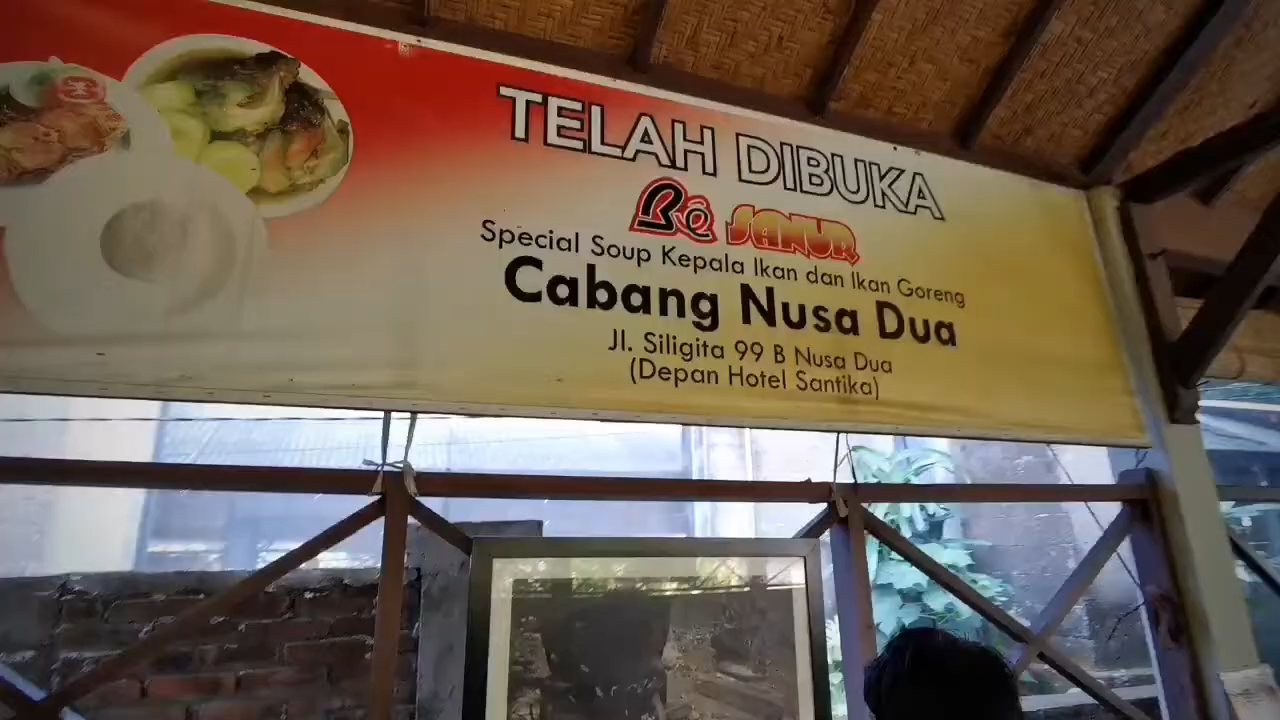 TELAH DIBUKA
Bê SANUR
Special Soup Kepala Ikan dan Ikan Goreng
Cabang Nusa Dua
Jl. Siligita 99 B Nusa Dua
(Depan Hotel Santika)